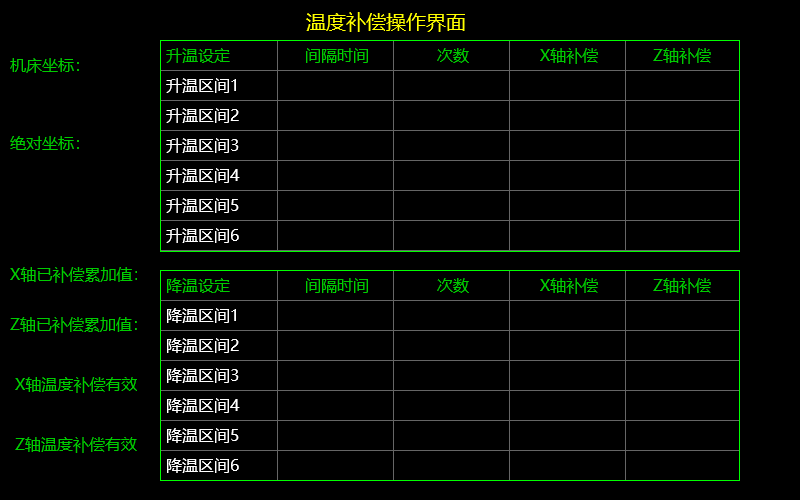 温度补偿操作界面
机床坐标：
绝对坐标：
升温设定 间隔时间 次数 X轴补偿 Z轴补偿
升温区间1
升温区间2
升温区间3
升温区间4
升温区间5
升温区间6
X轴已补偿累加值：
Z轴已补偿累加值：
X轴温度补偿有效
Z轴温度补偿有效
降温设定 间隔时间 次数 X轴补偿 Z轴补偿
降温区间1
降温区间2
降温区间3
降温区间4
降温区间5
降温区间6